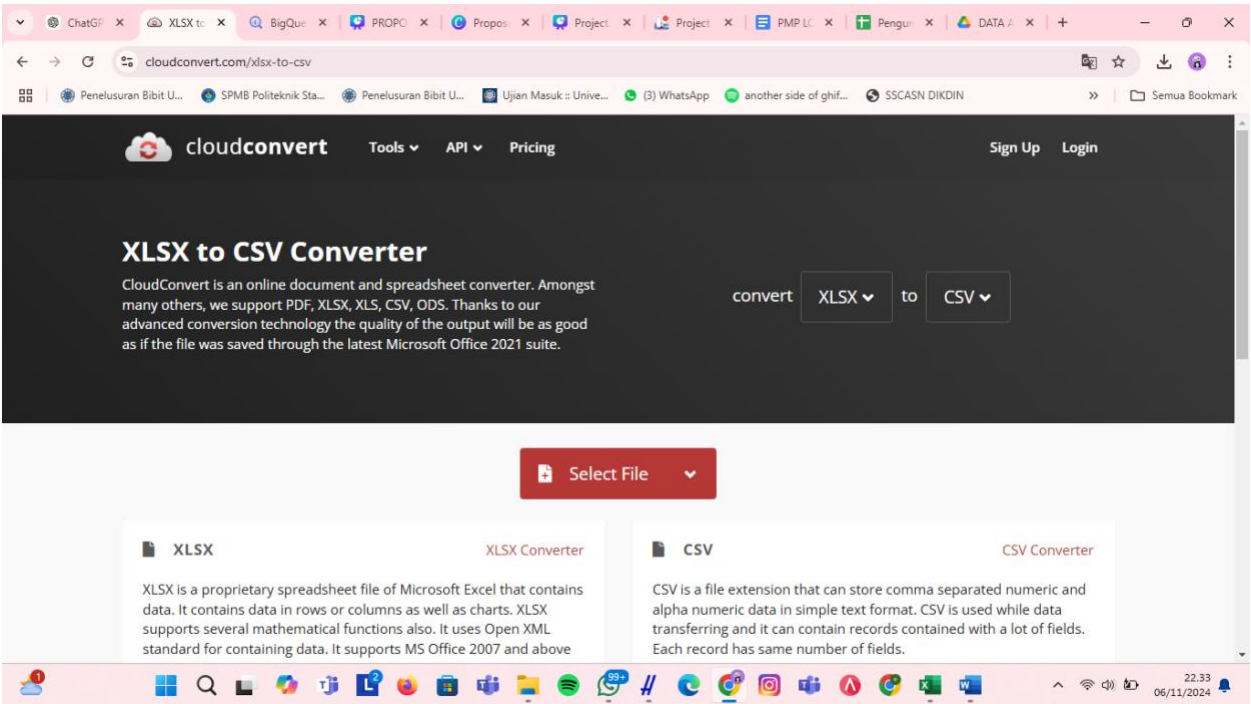 ChatGP
XLSX to
BigQue
PROPO
Propos
Project
Project
PMP LC
Pengun
DATA A
cloudconvert.com/xlsx-to-csv
Penelusuran Bibit U...
SPMB Politeknik Sta...
Penelusuran Bibit U...
Ujian Masuk :: Unive...
(3) WhatsApp
another side of ghif...
SSCASN DIKDIN
»
Semua Bookmark
cloudconvert
Tools
API
Pricing
Sign Up
Login
XLSX to CSV Converter
CloudConvert is an online document and spreadsheet converter. Amongst
many others, we support PDF, XLSX, XLS, CSV, ODS. Thanks to our
advanced conversion technology the quality of the output will be as good
as if the file was saved through the latest Microsoft Office 2021 suite.
convert XLSX to CSV
Select File
XLSX
XLSX Converter
XLSX is a proprietary spreadsheet file of Microsoft Excel that contains
data. It contains data in rows or columns as well as charts. XLSX
supports several mathematical functions also. It uses Open XML
standard for containing data. It supports MS Office 2007 and above
CSV
CSV Converter
CSV is a file extension that can store comma separated numeric and
alpha numeric data in simple text format. CSV is used while data
transferring and it can contain records contained with a lot of fields.
Each record has same number of fields.
1
99+
22.33
06/11/2024